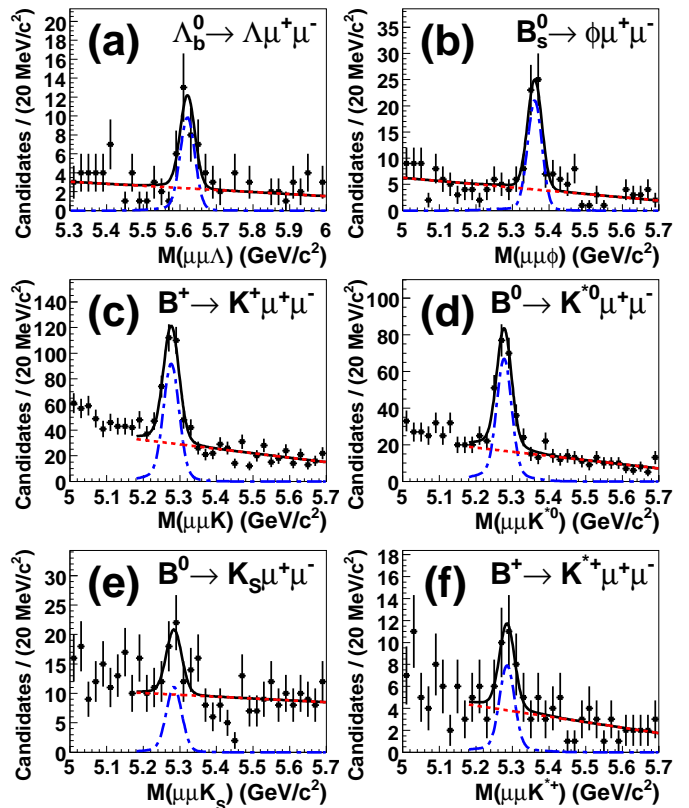 (a) Λ_b^0 → Λμ⁺μ⁻
Candidates / (20 MeV/c²)
20
18
16
14
12
10
8
6
4
2
0
5.3 5.4 5.5 5.6 5.7 5.8 5.9 6
M(μμΛ) (GeV/c²)
(b) B_s^0 → φμ⁺μ⁻
Candidates / (20 MeV/c²)
35
30
25
20
15
10
5
0
5 5.1 5.2 5.3 5.4 5.5 5.6 5.7
M(μμφ) (GeV/c²)
(c) B⁺ → K⁺μ⁺μ⁻
Candidates / (20 MeV/c²)
140
120
100
80
60
40
20
0
5 5.1 5.2 5.3 5.4 5.5 5.6 5.7
M(μμK) (GeV/c²)
(d) B⁰ → K*⁰μ⁺μ⁻
Candidates / (20 MeV/c²)
100
80
60
40
20
0
5 5.1 5.2 5.3 5.4 5.5 5.6 5.7
M(μμK*⁰) (GeV/c²)
(e) B⁰ → K_Sμ⁺μ⁻
Candidates / (20 MeV/c²)
30
25
20
15
10
5
0
5 5.1 5.2 5.3 5.4 5.5 5.6 5.7
M(μμK_S) (GeV/c²)
(f) B⁺ → K*⁺μ⁺μ⁻
Candidates / (20 MeV/c²)
18
16
14
12
10
8
6
4
2
0
5 5.1 5.2 5.3 5.4 5.5 5.6 5.7
M(μμK*⁺) (GeV/c²)